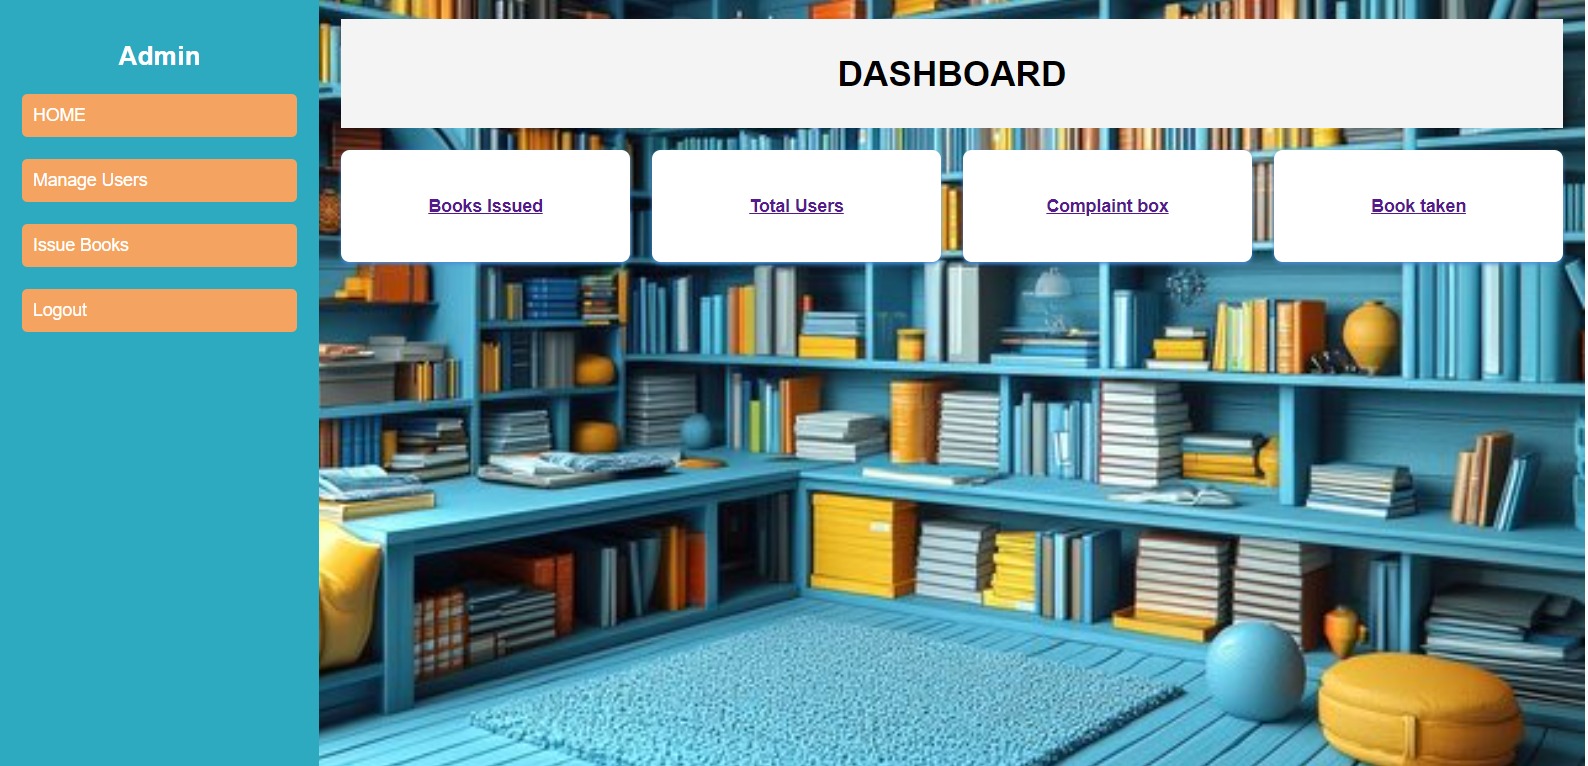 Admin
HOME
Manage Users
Issue Books
Logout
DASHBOARD
Books Issued
Total Users
Complaint box
Book taken